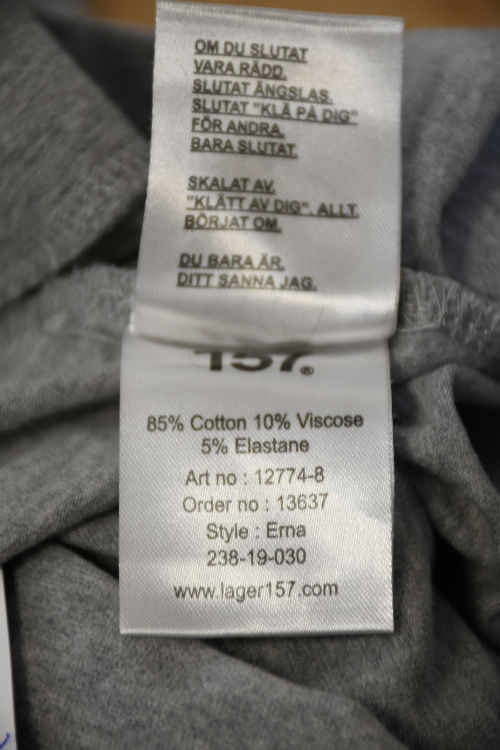 OM DU SLUTAT
VARA RÄDD.
SLUTAT ÄNGSLAS.
SLUTAT "KLÄ PÅ DIG"
FÖR ANDRA.
BARA SLUTAT.
SKALAT AV.
"KLÄTT AV DIG". ALLT.
BÖRJAT OM.
DU BARA ÄR.
DITT SANNA JAG.
157®
85% Cotton 10% Viscose
5% Elastane
Art no : 12774-8
Order no : 13637
Style : Erna
238-19-030
www.lager157.com